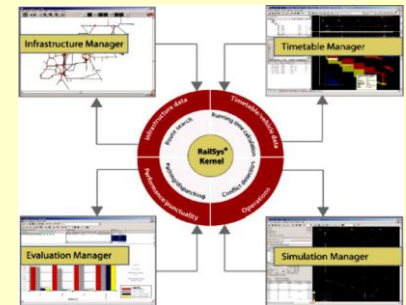 Infrastructure Manager
Timetable Manager
Infrastructure data
Timetable/vehicle data
Route search
Running time calculation
RailSys®
Kernel
Pathing/dispatching
Conflict detection
Performance/punctuality
Operations
Evaluation Manager
Simulation Manager